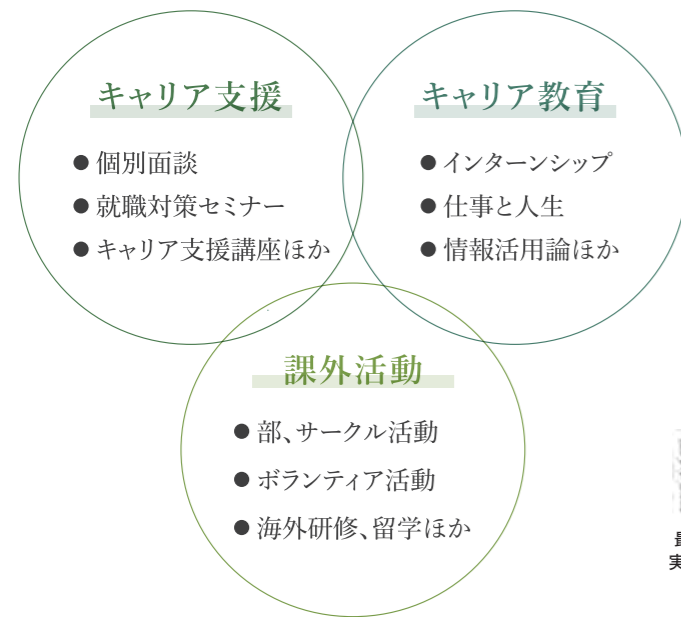 キャリア支援
● 個別面談
● 就職対策セミナー
● キャリア支援講座ほか
キャリア教育
● インターンシップ
● 仕事と人生
● 情報活用論ほか
課外活動
● 部、サークル活動
● ボランティア活動
● 海外研修、留学ほか
実